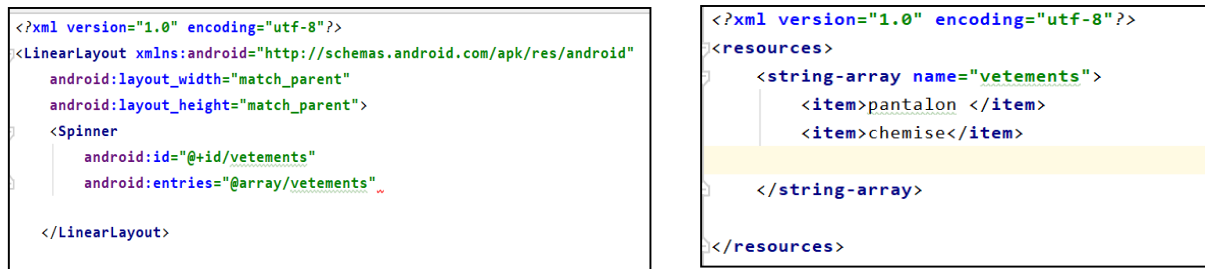 <?xml version="1.0" encoding="utf-8"?>
<LinearLayout xmlns:android="http://schemas.android.com/apk/res/android"
    android:layout_width="match_parent"
    android:layout_height="match_parent">
    <Spinner
        android:id="@+id/vetements"
        android:entries="@array/vetements"

    </LinearLayout>
<?xml version="1.0" encoding="utf-8"?>
<resources>
    <string-array name="vetements">
        <item>pantalon </item>
        <item>chemise</item>

    </string-array>

</resources>